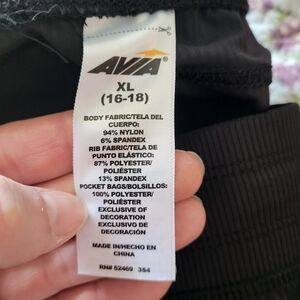 AVIA
XL
(16-18)
BODY FABRIC/TELA DEL
CUERPO:
94% NYLON
6% SPANDEX
RIB FABRIC/TELA DE
PUNTO ELÁSTICO:
87% POLYESTER/
POLIÉSTER
13% SPANDEX
POCKET BAGS/BOLSILLOS:
100% POLYESTER/
POLIÉSTER
EXCLUSIVE OF
DECORATION
EXCLUSIVO DE
DECORACIÓN
MADE IN/HECHO EN
CHINA
RN# 52469 354